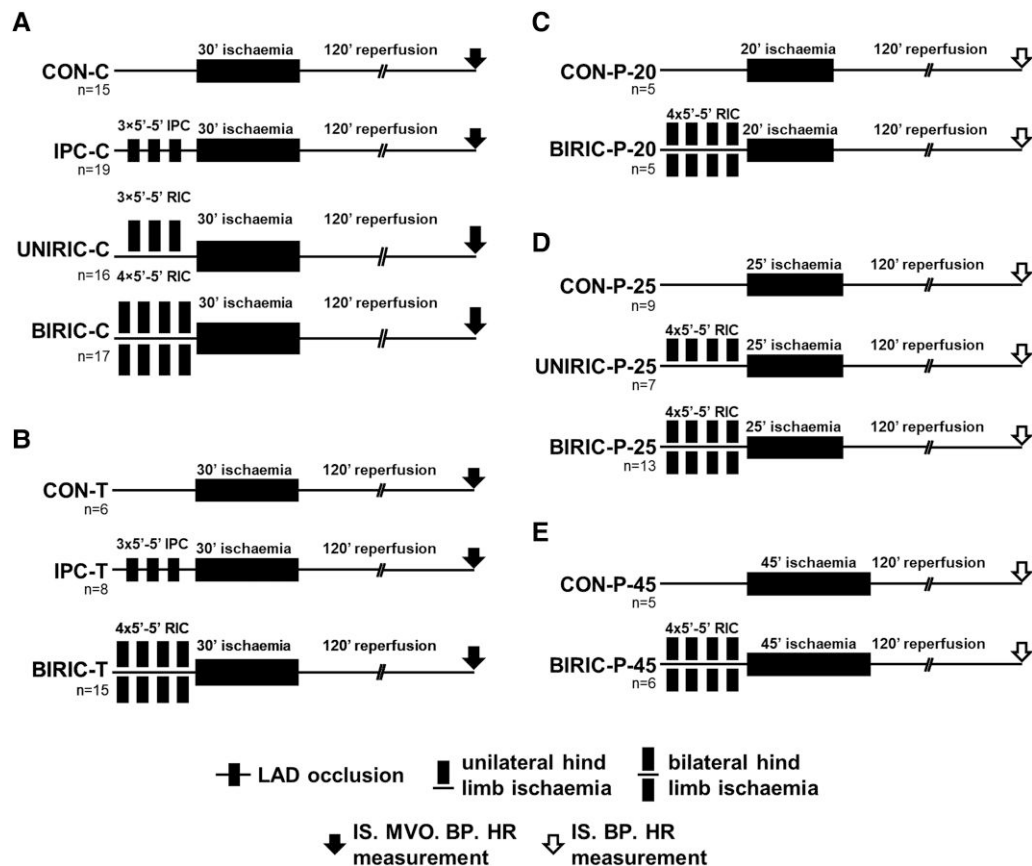 A
30’ ischaemia 120’ reperfusion
CON-C
n=15
3×5’-5’ IPC 30’ ischaemia 120’ reperfusion
IPC-C
n=19
3×5’-5’ RIC
30’ ischaemia 120’ reperfusion
UNIRIC-C
n=16
4×5’-5’ RIC
30’ ischaemia 120’ reperfusion
BIRIC-C
n=17
B
30’ ischaemia 120’ reperfusion
CON-T
n=6
3x5’-5’ IPC 30’ ischaemia 120’ reperfusion
IPC-T
n=8
4x5’-5’ RIC 30’ ischaemia 120’ reperfusion
BIRIC-T
n=15
C
20’ ischaemia 120’ reperfusion
CON-P-20
n=5
4x5’-5’ RIC
20’ ischaemia 120’ reperfusion
BIRIC-P-20
n=5
D
25’ ischaemia 120’ reperfusion
CON-P-25
n=9
4x5’-5’ RIC 25’ ischaemia 120’ reperfusion
UNIRIC-P-25
n=7
4x5’-5’ RIC
25’ ischaemia 120’ reperfusion
BIRIC-P-25
n=13
E
45’ ischaemia 120’ reperfusion
CON-P-45
n=5
4x5’-5’ RIC 45’ ischaemia 120’ reperfusion
BIRIC-P-45
n=6
LAD occlusion
unilateral hind
limb ischaemia
bilateral hind
limb ischaemia
IS. MVO. BP. HR
measurement
IS. BP. HR
measurement